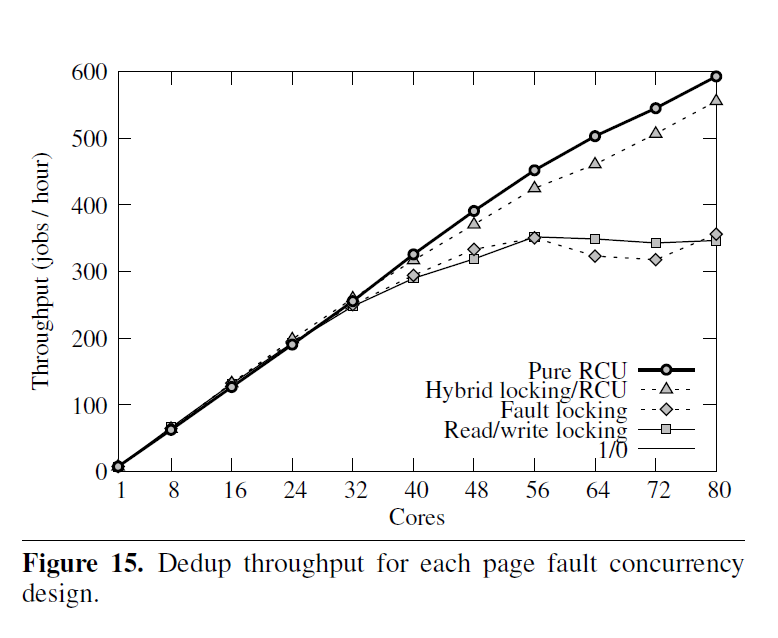 600
500
400
300
200
100
0
Throughput (jobs / hour)
Pure RCU
Hybrid locking/RCU
Fault locking
Read/write locking
1/0
1 8 16 24 32 40 48 56 64 72 80
Cores
Figure 15. Dedup throughput for each page fault concurrency
design.